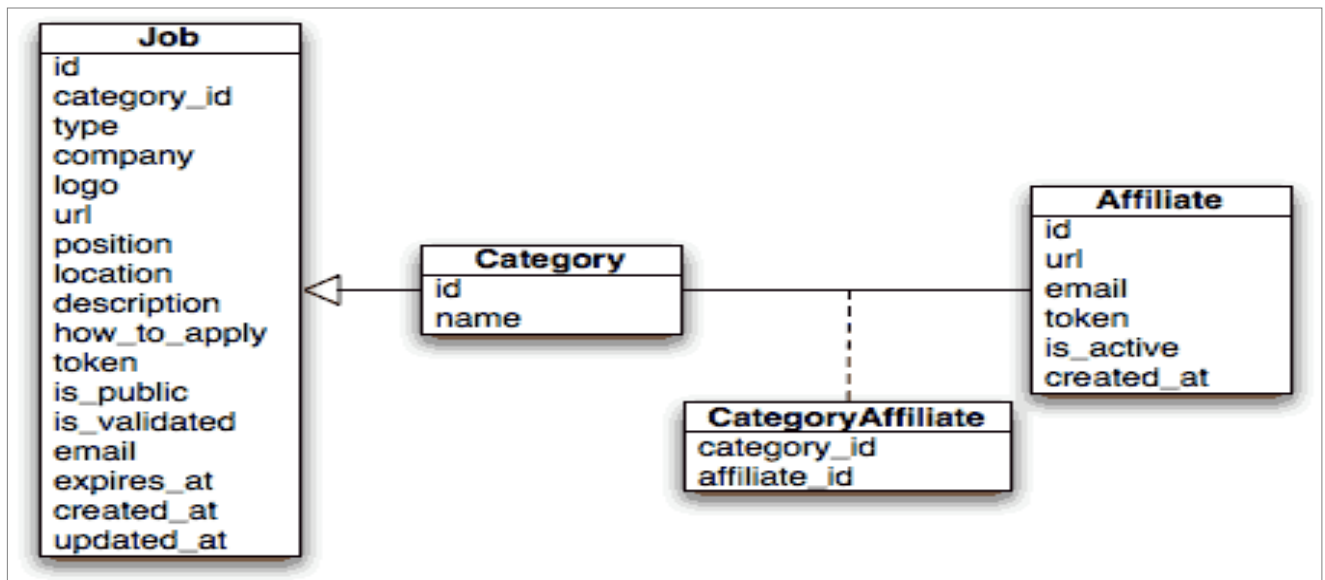 Job
id
category_id
type
company
logo
url
position
location
description
how_to_apply
token
is_public
is_validated
email
expires_at
created_at
updated_at
Category
id
name
CategoryAffiliate
category_id
affiliate_id
Affiliate
id
url
email
token
is_active
created_at